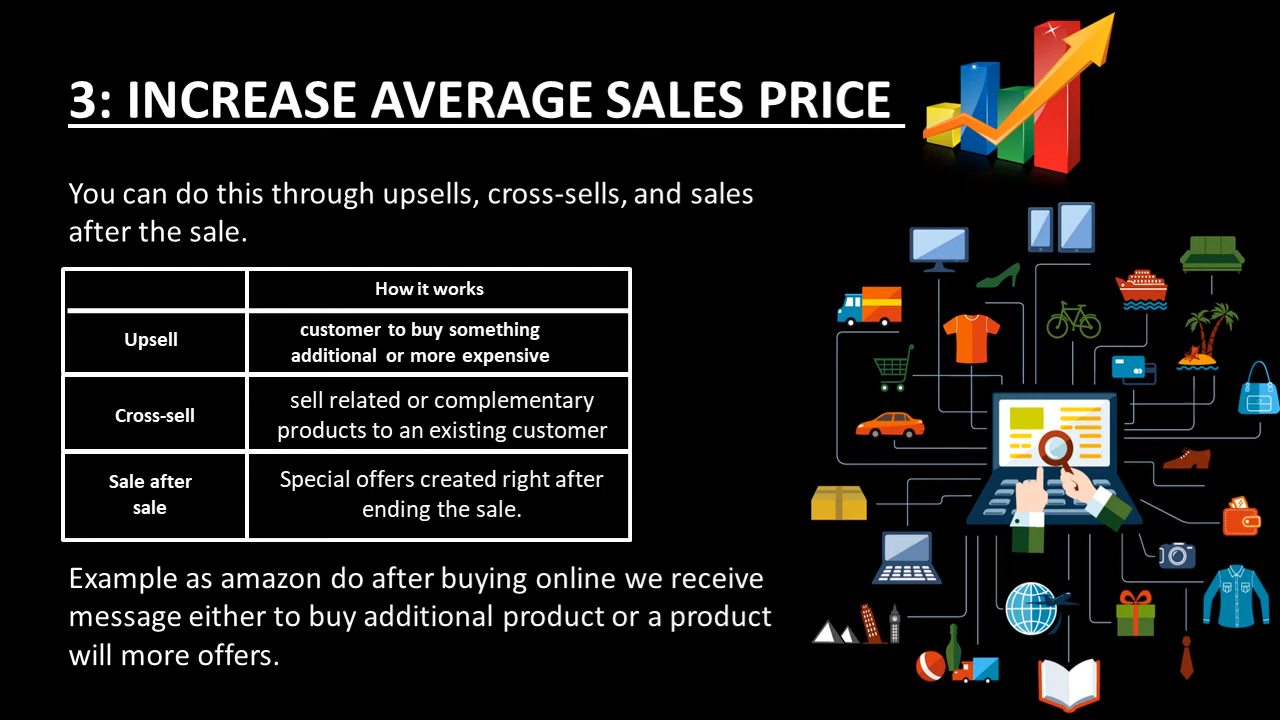 3: INCREASE AVERAGE SALES PRICE
You can do this through upsells, cross-sells, and sales
after the sale.
How it works
Upsell
customer to buy something
additional or more expensive
Cross-sell
sell related or complementary
products to an existing customer
Sale after
sale
Special offers created right after
ending the sale.
Example as amazon do after buying online we receive
message either to buy additional product or a product
will more offers.